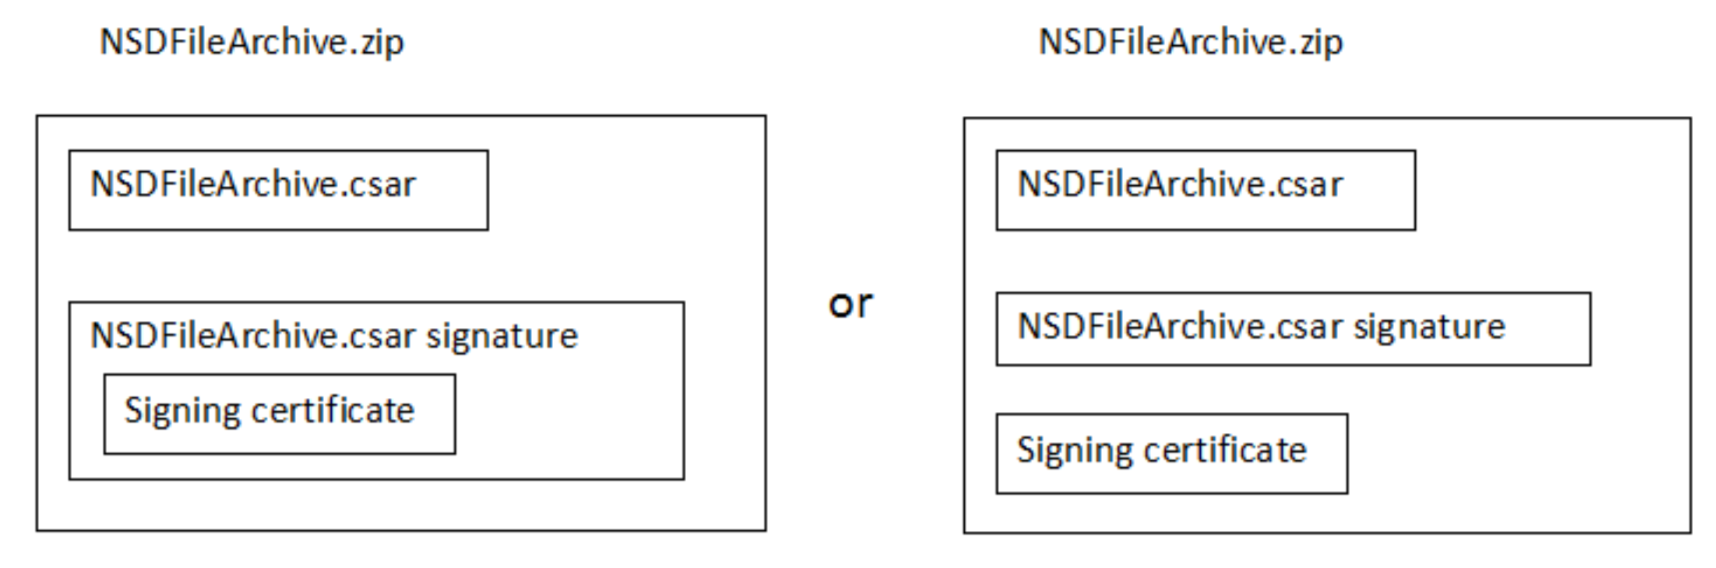 NSDFileArchive.zip
NSDFileArchive.csar
NSDFileArchive.csar signature
Signing certificate
or
NSDFileArchive.zip
NSDFileArchive.csar
NSDFileArchive.csar signature
Signing certificate